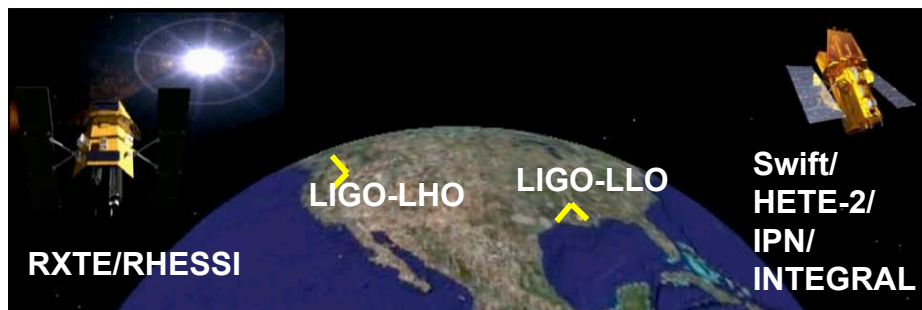 LIGO-LHO
LIGO-LLO
RXTE/RHESSI
Swift/
HETE-2/
IPN/
INTEGRAL